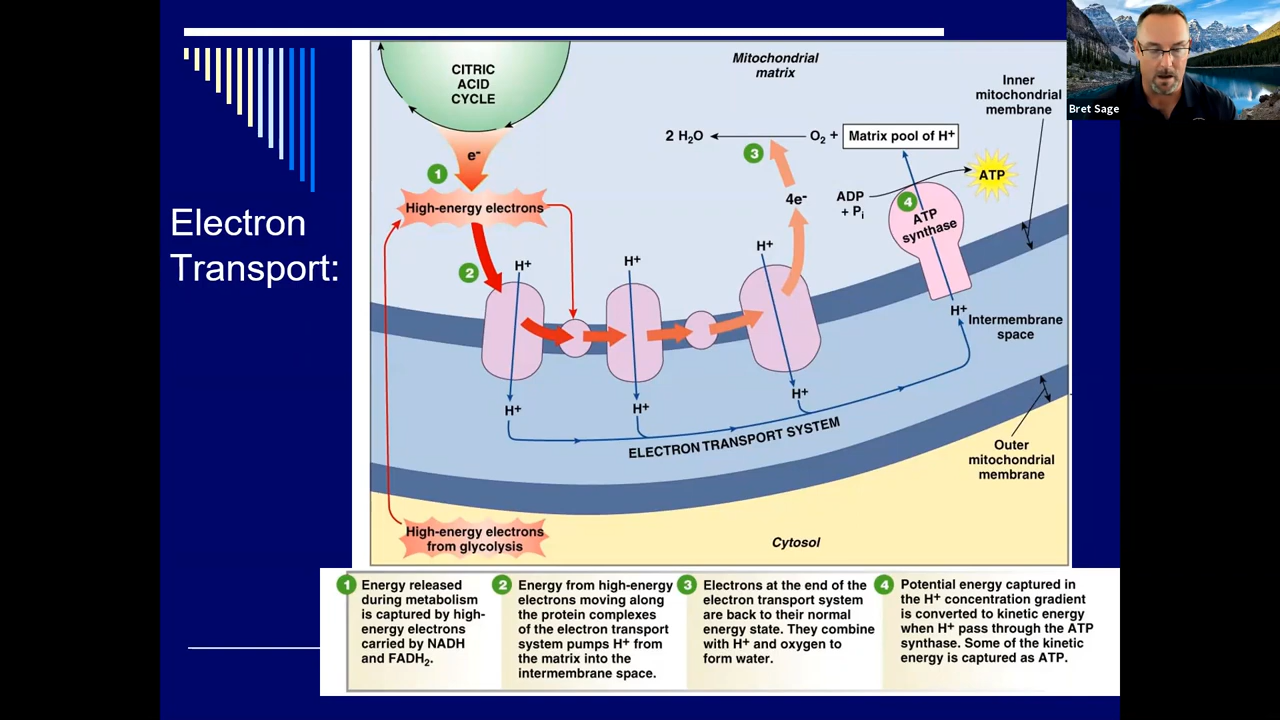 Electron
Transport:
CITRIC
ACID
CYCLE
Mitochondrial
matrix
Inner
mitochondrial
membrane
Bret Sage
e-
1
High-energy electrons
2 H₂O
O₂ +
Matrix pool of H⁺
3
4e-
ADP
+ Pᵢ
ATP
4
ATP
synthase
2
H⁺
H⁺
H⁺
H⁺
Intermembrane
space
H⁺
H⁺
H⁺
ELECTRON TRANSPORT SYSTEM
Outer
mitochondrial
membrane
High-energy electrons
from glycolysis
Cytosol
1 Energy released
during metabolism
is captured by high-
energy electrons
carried by NADH
and FADH₂.
2 Energy from high-energy
electrons moving along
the protein complexes
of the electron transport
system pumps H⁺ from
the matrix into the
intermembrane space.
3 Electrons at the end of the
electron transport system
are back to their normal
energy state. They combine
with H⁺ and oxygen to
form water.
4 Potential energy captured in
the H⁺ concentration gradient
is converted to kinetic energy
when H⁺ pass through the ATP
synthase. Some of the kinetic
energy is captured as ATP.